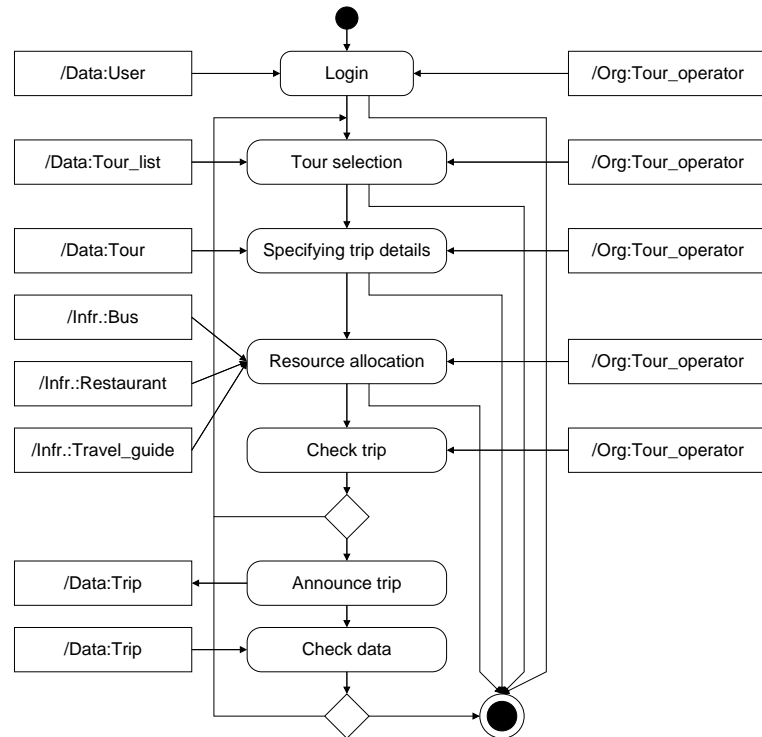 /Data:User
Login
/Org:Tour_operator
/Data:Tour_list
Tour selection
/Org:Tour_operator
/Data:Tour
Specifying trip details
/Org:Tour_operator
/Infr.:Bus
Resource allocation
/Org:Tour_operator
/Infr.:Restaurant
/Infr.:Travel_guide
Check trip
/Org:Tour_operator
/Data:Trip
Announce trip
/Data:Trip
Check data